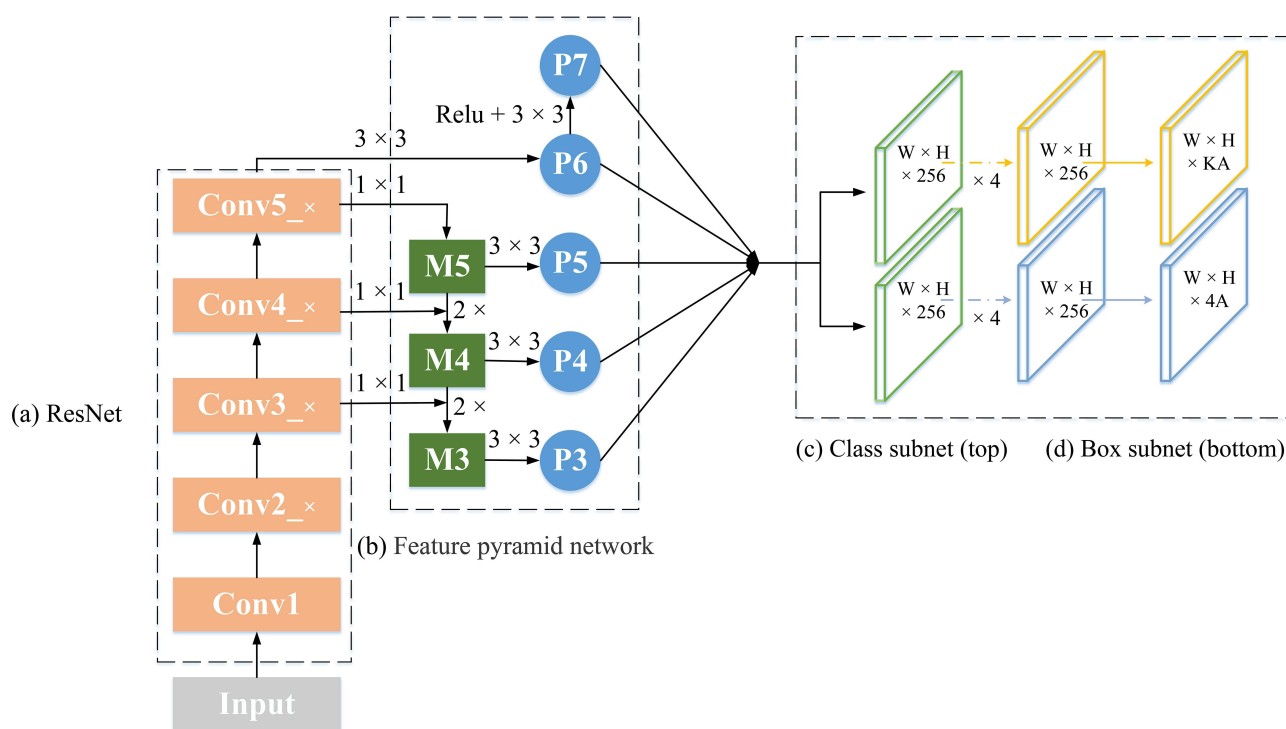 P7
Relu + 3 × 3
3 × 3
P6
1 × 1
Conv5_×
M5
3 × 3
P5
1 × 1
2 ×
Conv4_×
M4
3 × 3
P4
1 × 1
2 ×
Conv3_×
M3
3 × 3
P3
(a) ResNet
Conv2_×
(b) Feature pyramid network
Conv1
Input
W × H
× 256
× 4
W × H
× 256
W × H
× KA
W × H
× 256
× 4
W × H
× 256
W × H
× 4A
(c) Class subnet (top)
(d) Box subnet (bottom)